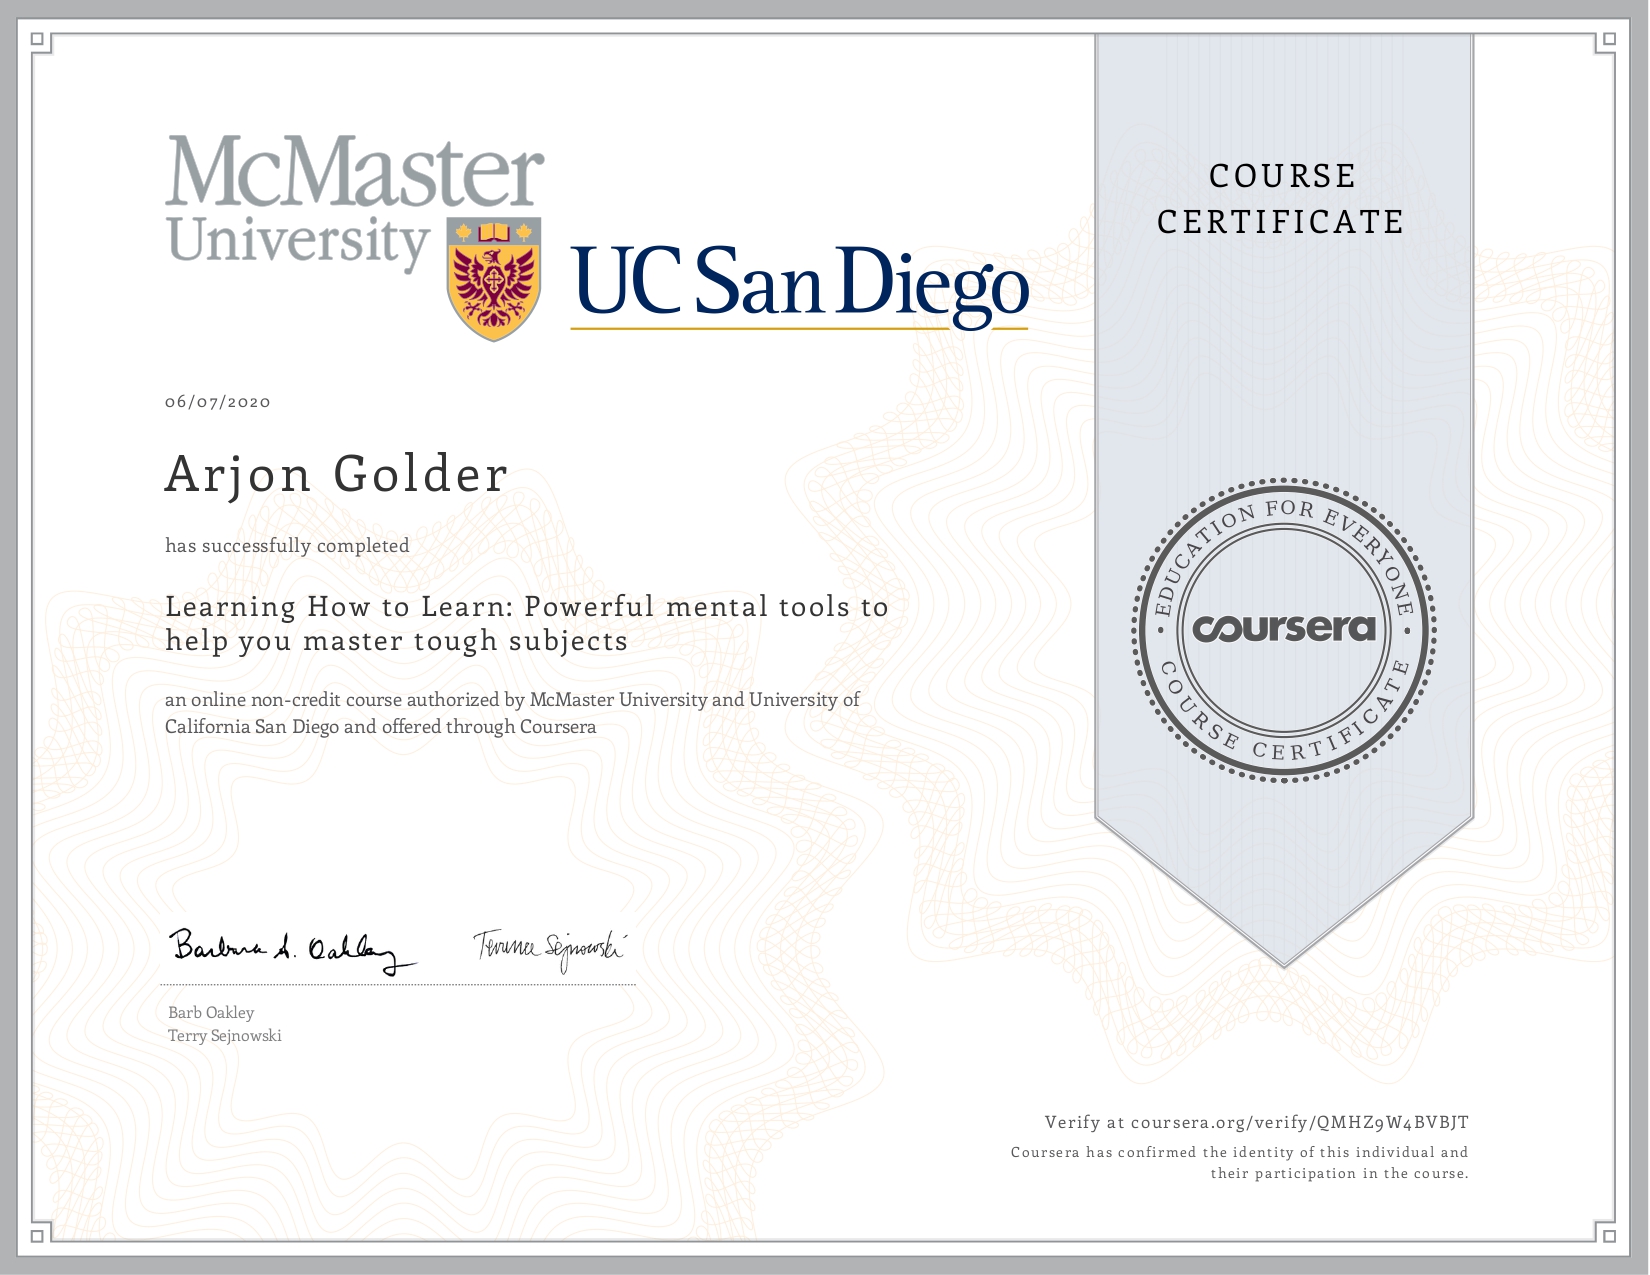 McMaster
University
UC San Diego
COURSE
CERTIFICATE
06/07/2020
Arjon Golder
has successfully completed
Learning How to Learn: Powerful mental tools to
help you master tough subjects
an online non-credit course authorized by McMaster University and University of
California San Diego and offered through Coursera
EDUCATION FOR EVERYONE
coursera
COURSE CERTIFICATE
Barbara A. Oakley Terrence Sejnowski
Barb Oakley
Terry Sejnowski
Verify at coursera.org/verify/QMHZ9W4BVBJT
Coursera has confirmed the identity of this individual and
their participation in the course.